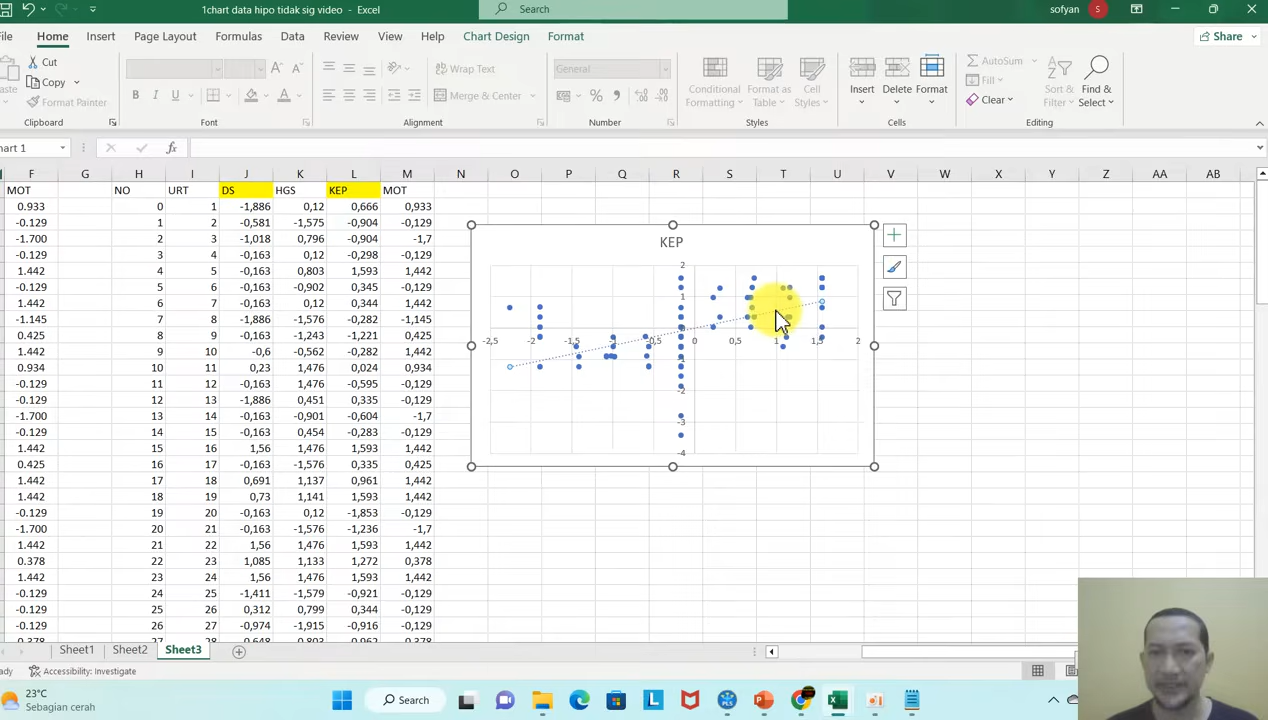 1chart data hipo tidak sig video - Excel
Search
sofyan
S
File Home Insert Page Layout Formulas Data Review View Help Chart Design Format
Share
Cut
Copy
Format Painter
Clipboard
B I U A
Font
Wrap Text
Merge & Center
Alignment
General
Number
Conditional Formatting
Format as Table
Cell Styles
Styles
Insert Delete Format
Cells
AutoSum
Fill
Clear
Sort & Filter
Find & Select
Editing
fx
F G H I J K L M N O P Q R S T U V W X Y Z AA AB
MOT NO URT DS HGS KEP MOT
0.933 0 1 -1,886 0,12 0,666 0,933
-0.129 1 2 -0,581 -1,575 -0,904 -0,129
-1.700 2 3 -1,018 0,796 -0,904 -1,7
-0.129 3 4 -0,163 0,12 -0,298 -0,129
1.442 4 5 -0,163 0,803 1,593 1,442
-0.129 5 6 -0,163 -0,902 0,345 -0,129
1.442 6 7 -0,163 0,12 0,344 1,442
-1.145 7 8 -1,886 -1,576 -0,282 -1,145
0.425 8 9 -0,163 -1,243 -1,221 0,425
1.442 9 10 -0,6 -0,562 -0,282 1,442
0.934 10 11 0,23 1,476 0,024 0,934
-0.129 11 12 -0,163 1,476 -0,595 -0,129
-0.129 12 13 -1,886 0,451 0,335 -0,129
-1.700 13 14 -0,163 -0,901 -0,604 -1,7
-0.129 14 15 -0,163 0,454 -0,283 -0,129
1.442 15 16 1,56 1,476 1,593 1,442
0.425 16 17 -0,163 -1,576 0,335 0,425
1.442 17 18 0,691 1,137 0,961 1,442
1.442 18 19 0,73 1,141 1,593 1,442
-0.129 19 20 -0,163 0,12 -1,853 -0,129
-1.700 20 21 -0,163 -1,576 -1,236 -1,7
1.442 21 22 1,56 1,476 1,593 1,442
0.378 22 23 1,085 1,133 1,272 0,378
1.442 23 24 1,56 1,476 1,593 1,442
-0.129 24 25 -1,411 -1,579 -0,921 -0,129
-0.129 25 26 0,312 0,799 0,344 -0,129
-0.129 26 27 -0,974 -1,915 -0,916 -0,129
KEP
2
1
-2,5 -2 -1,5 -0,5 0 0,5 1 1,5 2
-1
-2
-3
-4
Sheet1 Sheet2 Sheet3
Accessibility: Investigate
23°C
Sebagian cerah
Search
L
PLS